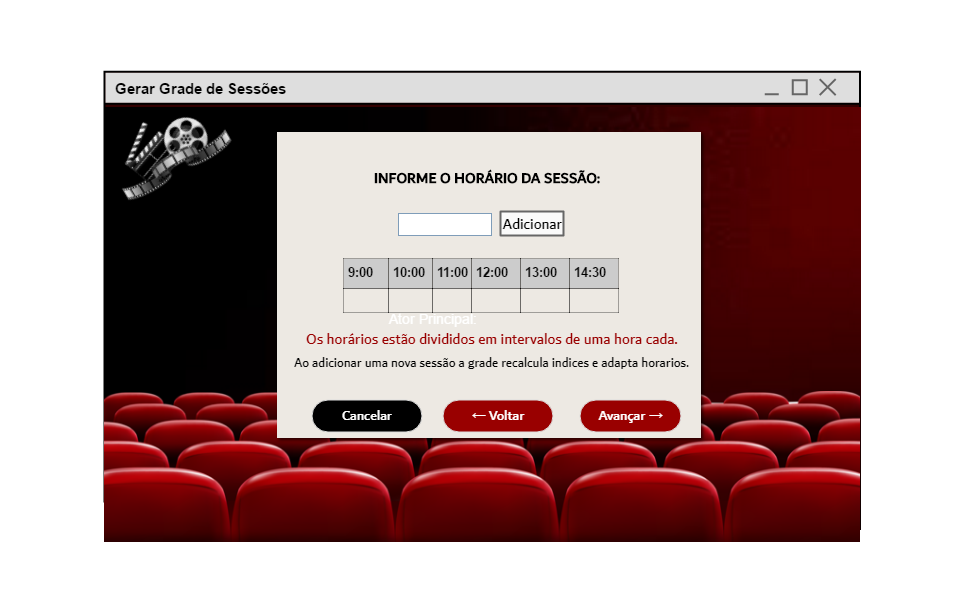 Gerar Grade de Sessões
INFORME O HORÁRIO DA SESSÃO:
Adicionar
9:00 10:00 11:00 12:00 13:00 14:30
Ator Principal:
Os horários estão divididos em intervalos de uma hora cada.
Ao adicionar uma nova sessão a grade recalcula indices e adapta horarios.
Cancelar ← Voltar Avançar →